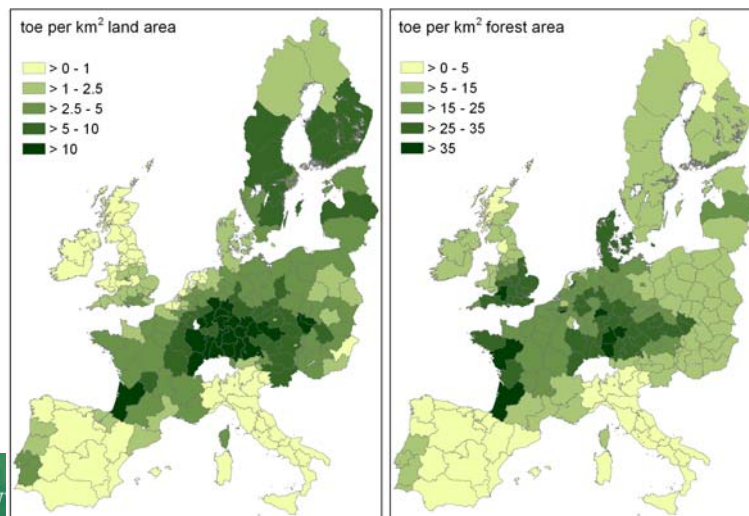 toe per km² land area
> 0 - 1
> 1 - 2.5
> 2.5 - 5
> 5 - 10
> 10
toe per km² forest area
> 0 - 5
> 5 - 15
> 15 - 25
> 25 - 35
> 35